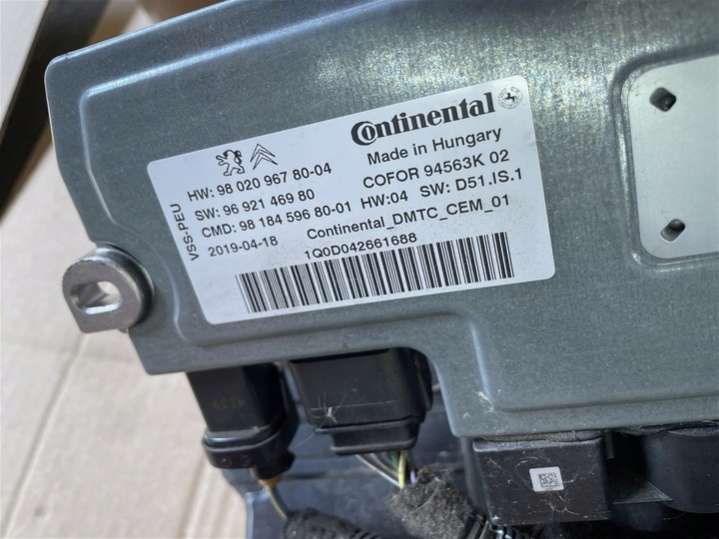 Continental
Made in Hungary
HW: 98 020 967 80-04
COFOR 94563K 02
SW: 96 921 469 80
HW:04 SW: D51.IS.1
CMD: 98 184 596 80-01
Continental_DMTC_CEM_01
2019-04-18
1Q0D042661688
VSS-PEU